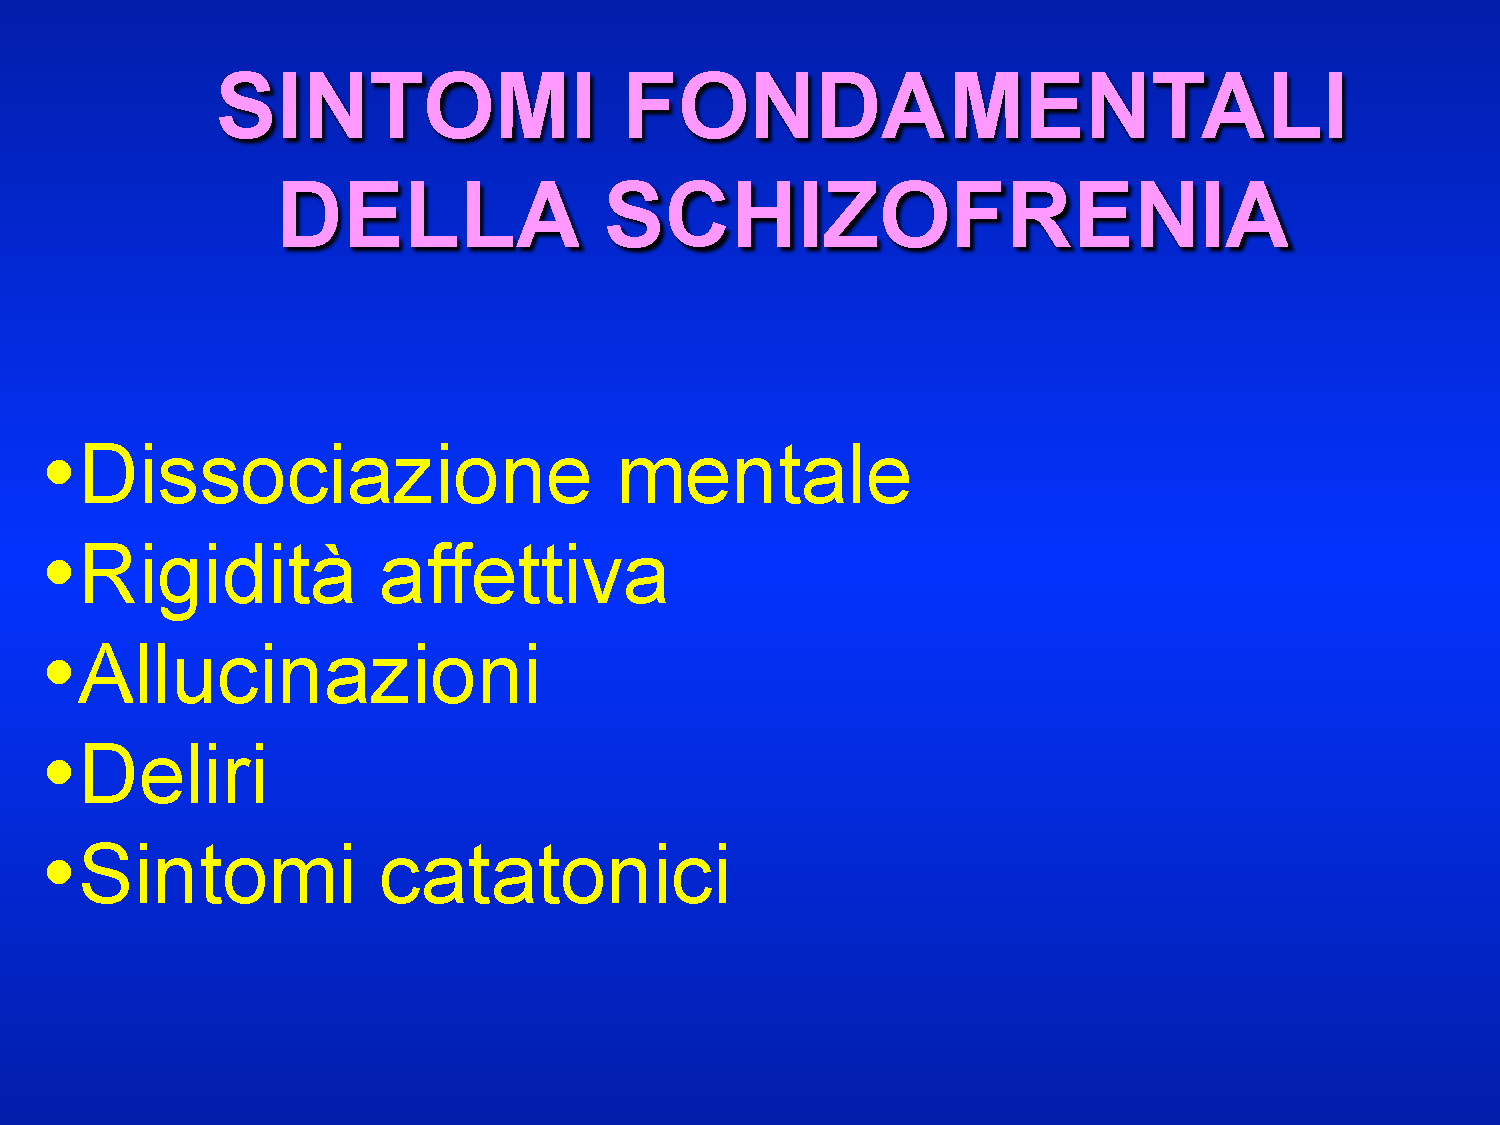 SINTOMI FONDAMENTALI
DELLA SCHIZOFRENIA
•Dissociazione mentale
•Rigidità affettiva
•Allucinazioni
•Deliri
•Sintomi catatonici